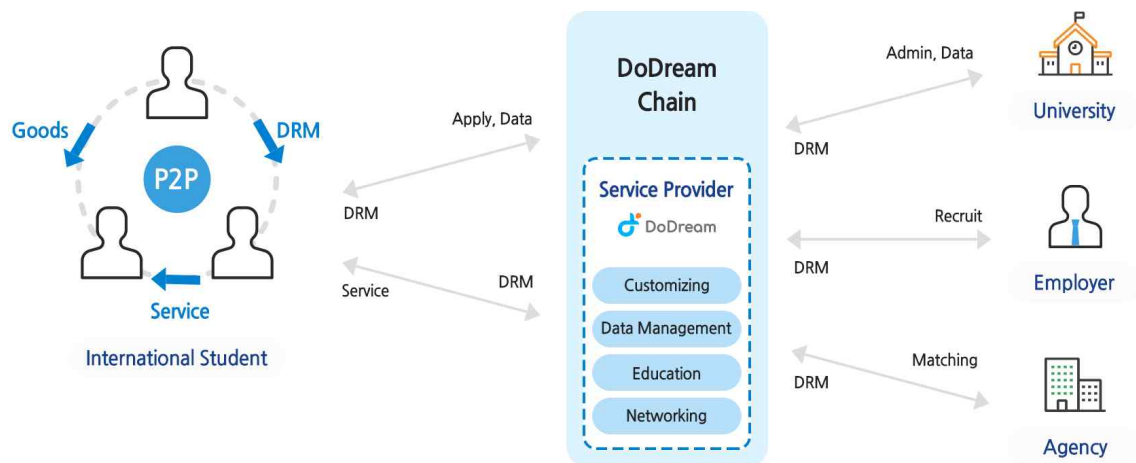 Goods
DRM
P2P
Service
International Student
Apply, Data
DRM
DRM
Service
DoDream
Chain
Service Provider
DoDream
Customizing
Data Management
Education
Networking
Admin, Data
DRM
University
Recruit
DRM
Employer
Matching
DRM
Agency